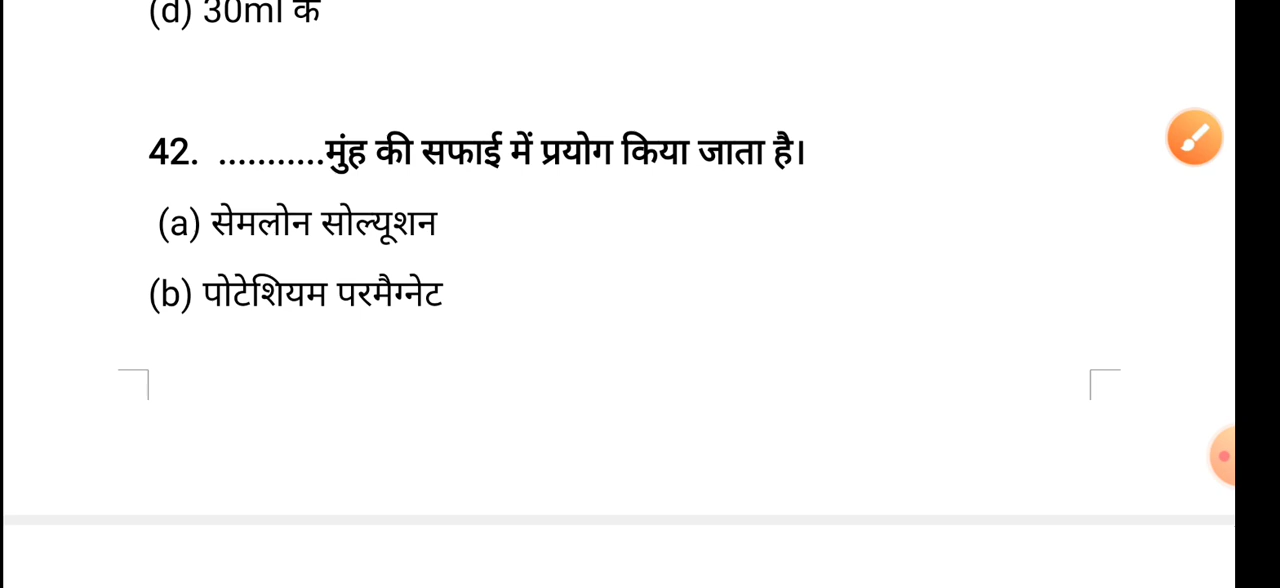 (d) 30ml क
42. ...........मुंह की सफाई में प्रयोग किया जाता है।
(a) सेमलोन सोल्यूशन
(b) पोटेशियम परमैग्नेट